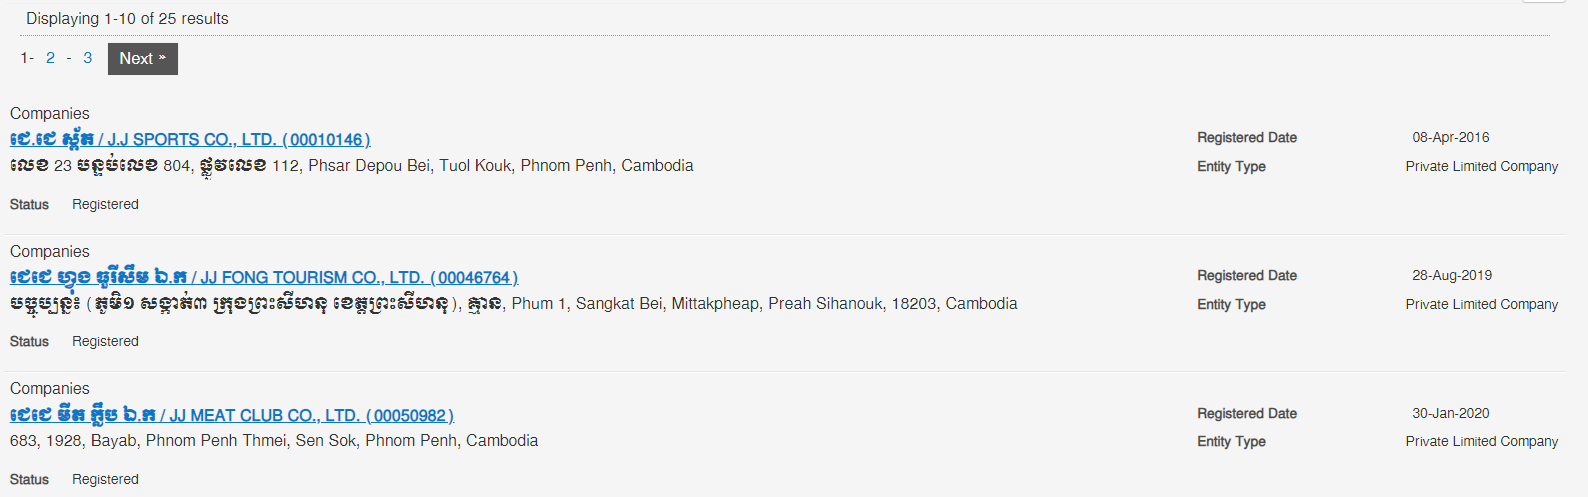 Displaying 1-10 of 25 results
1- 2 - 3 Next »
Companies
ជេ.ជេ ស្ព័ត / J.J SPORTS CO., LTD. (00010146)
Registered Date 08-Apr-2016
លេខ 23 បន្ទប់លេខ 804, ផ្លូវលេខ 112, Phsar Depou Bei, Tuol Kouk, Phnom Penh, Cambodia
Entity Type Private Limited Company
Status Registered
Companies
ជេជេ ហ្វុង ធួរីសឹម ឯ.ក / JJ FONG TOURISM CO., LTD. (00046764)
Registered Date 28-Aug-2019
បច្ចុប្បន្នះ (ភូមិ១ សង្កាត់៣ ក្រុងព្រះសីហនុ ខេត្តព្រះសីហនុ), គ្មាន, Phum 1, Sangkat Bei, Mittakpheap, Preah Sihanouk, 18203, Cambodia
Entity Type Private Limited Company
Status Registered
Companies
ជេជេ មីត ក្លឹប ឯ.ក / JJ MEAT CLUB CO., LTD. (00050982)
Registered Date 30-Jan-2020
683, 1928, Bayab, Phnom Penh Thmei, Sen Sok, Phnom Penh, Cambodia
Entity Type Private Limited Company
Status Registered